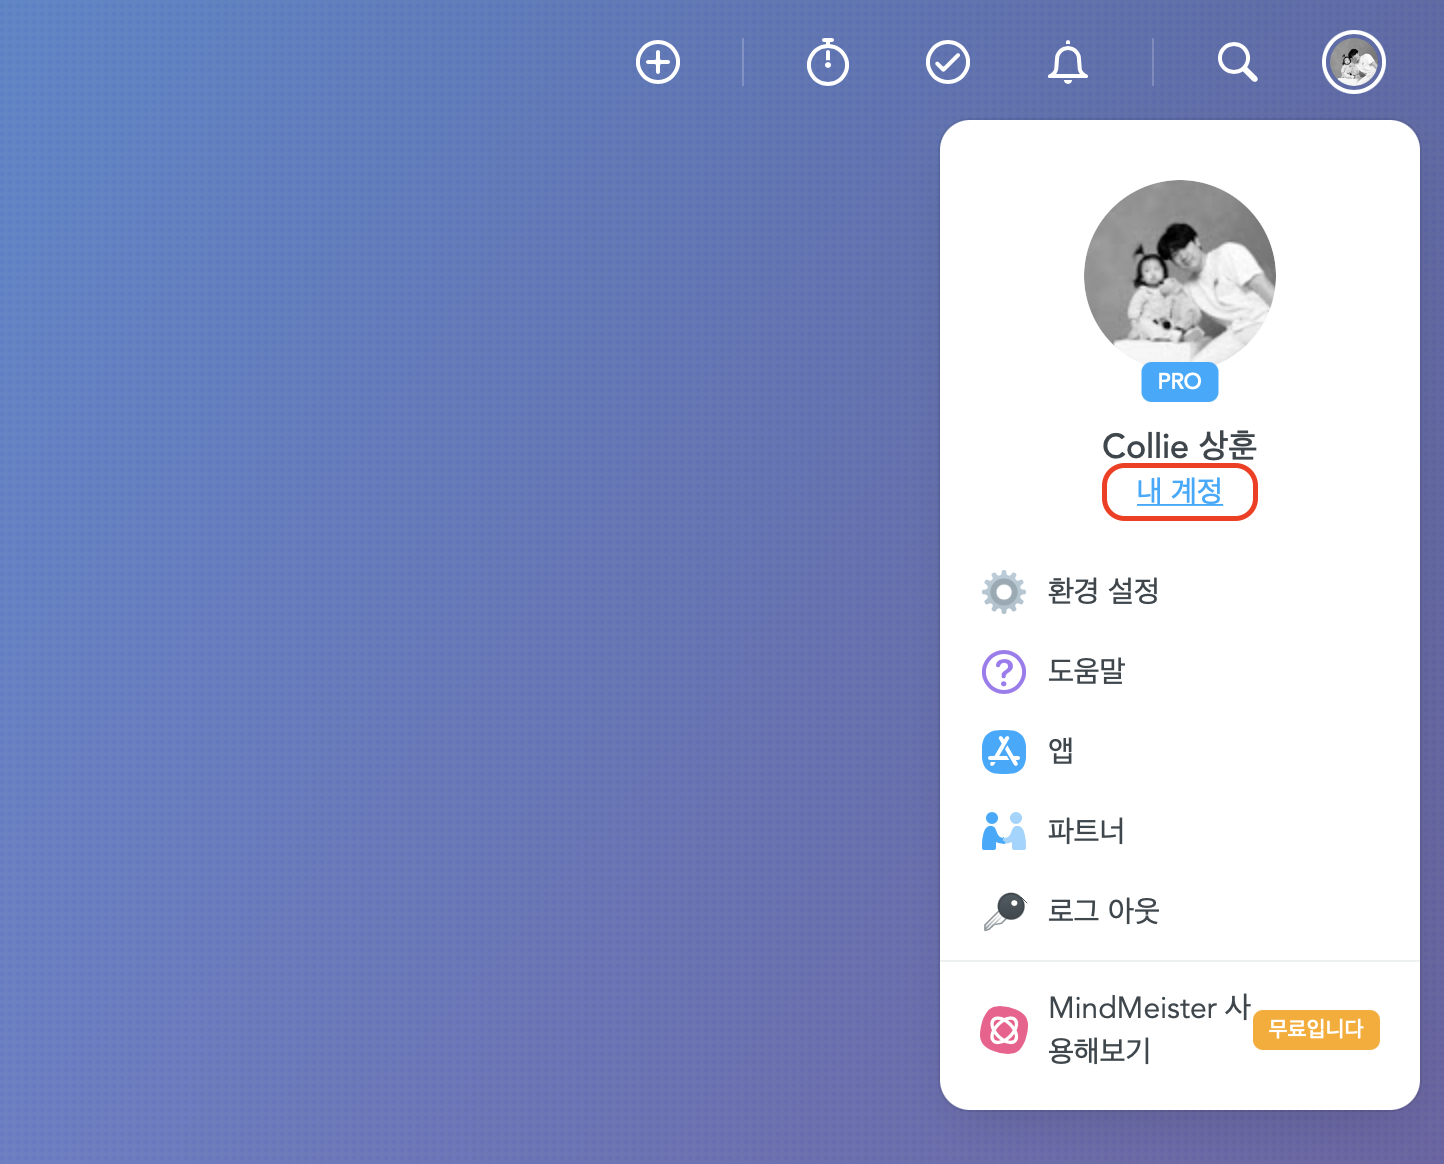 PRO
Collie 상훈
내 계정
환경 설정
도움말
앱
파트너
로그 아웃
MindMeister 사
용해보기
무료입니다